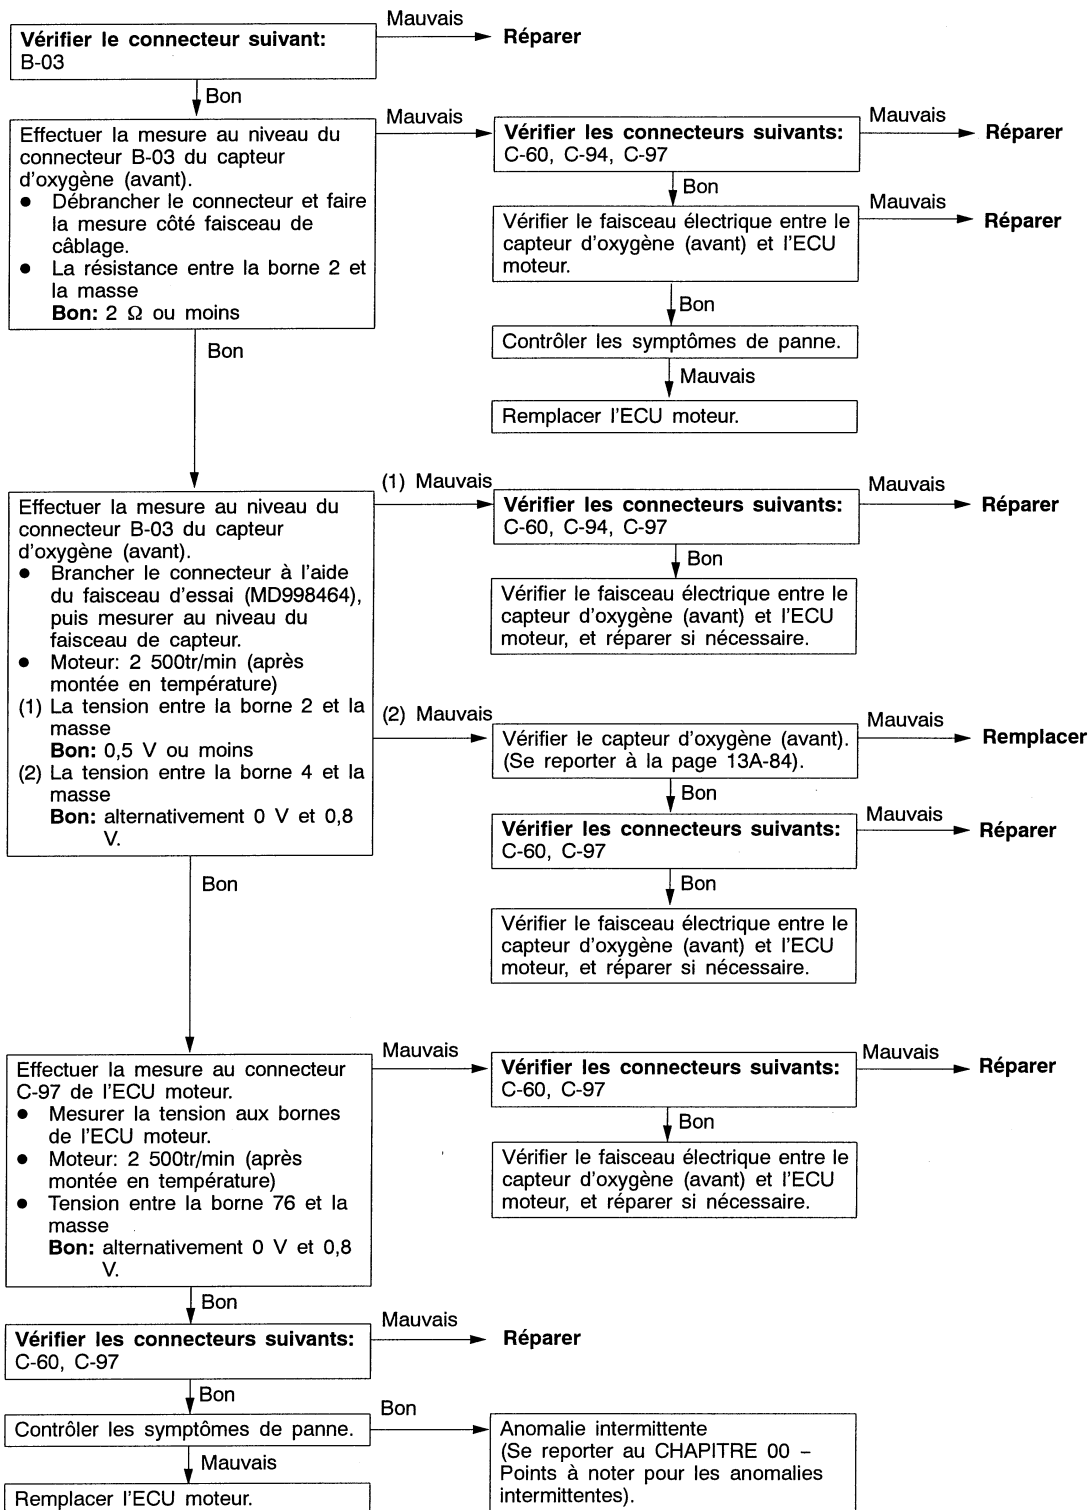 Vérifier le connecteur suivant:
B-03
Mauvais
Réparer
Bon
Effectuer la mesure au niveau du
connecteur B-03 du capteur
d'oxygène (avant).
● Débrancher le connecteur et faire
la mesure côté faisceau de
câblage.
● La résistance entre la borne 2 et
la masse
Bon: 2 Ω ou moins
Mauvais
Vérifier les connecteurs suivants:
C-60, C-94, C-97
Mauvais
Réparer
Bon
Vérifier le faisceau électrique entre le
capteur d'oxygène (avant) et l'ECU
moteur.
Mauvais
Réparer
Bon
Contrôler les symptômes de panne.
Mauvais
Remplacer l'ECU moteur.
Bon
Effectuer la mesure au niveau du
connecteur B-03 du capteur
d'oxygène (avant).
● Brancher le connecteur à l'aide
du faisceau d'essai (MD998464),
puis mesurer au niveau du
faisceau de capteur.
● Moteur: 2 500tr/min (après
montée en température)
(1) La tension entre la borne 2 et la
masse
Bon: 0,5 V ou moins
(2) La tension entre la borne 4 et la
masse
Bon: alternativement 0 V et 0,8
V.
(1) Mauvais
Vérifier les connecteurs suivants:
C-60, C-94, C-97
Mauvais
Réparer
Bon
Vérifier le faisceau électrique entre le
capteur d'oxygène (avant) et l'ECU
moteur, et réparer si nécessaire.
(2) Mauvais
Vérifier le capteur d'oxygène (avant).
(Se reporter à la page 13A-84).
Mauvais
Remplacer
Bon
Vérifier les connecteurs suivants:
C-60, C-97
Mauvais
Réparer
Bon
Vérifier le faisceau électrique entre le
capteur d'oxygène (avant) et l'ECU
moteur, et réparer si nécessaire.
Bon
Effectuer la mesure au connecteur
C-97 de l'ECU moteur.
● Mesurer la tension aux bornes
de l'ECU moteur.
● Moteur: 2 500tr/min (après
montée en température)
● Tension entre la borne 76 et la
masse
Bon: alternativement 0 V et 0,8
V.
Mauvais
Vérifier les connecteurs suivants:
C-60, C-97
Mauvais
Réparer
Bon
Vérifier le faisceau électrique entre le
capteur d'oxygène (avant) et l'ECU
moteur, et réparer si nécessaire.
Bon
Vérifier les connecteurs suivants:
C-60, C-97
Mauvais
Réparer
Bon
Contrôler les symptômes de panne.
Bon
Anomalie intermittente
(Se reporter au CHAPITRE 00 –
Points à noter pour les anomalies
intermittentes).
Mauvais
Remplacer l'ECU moteur.